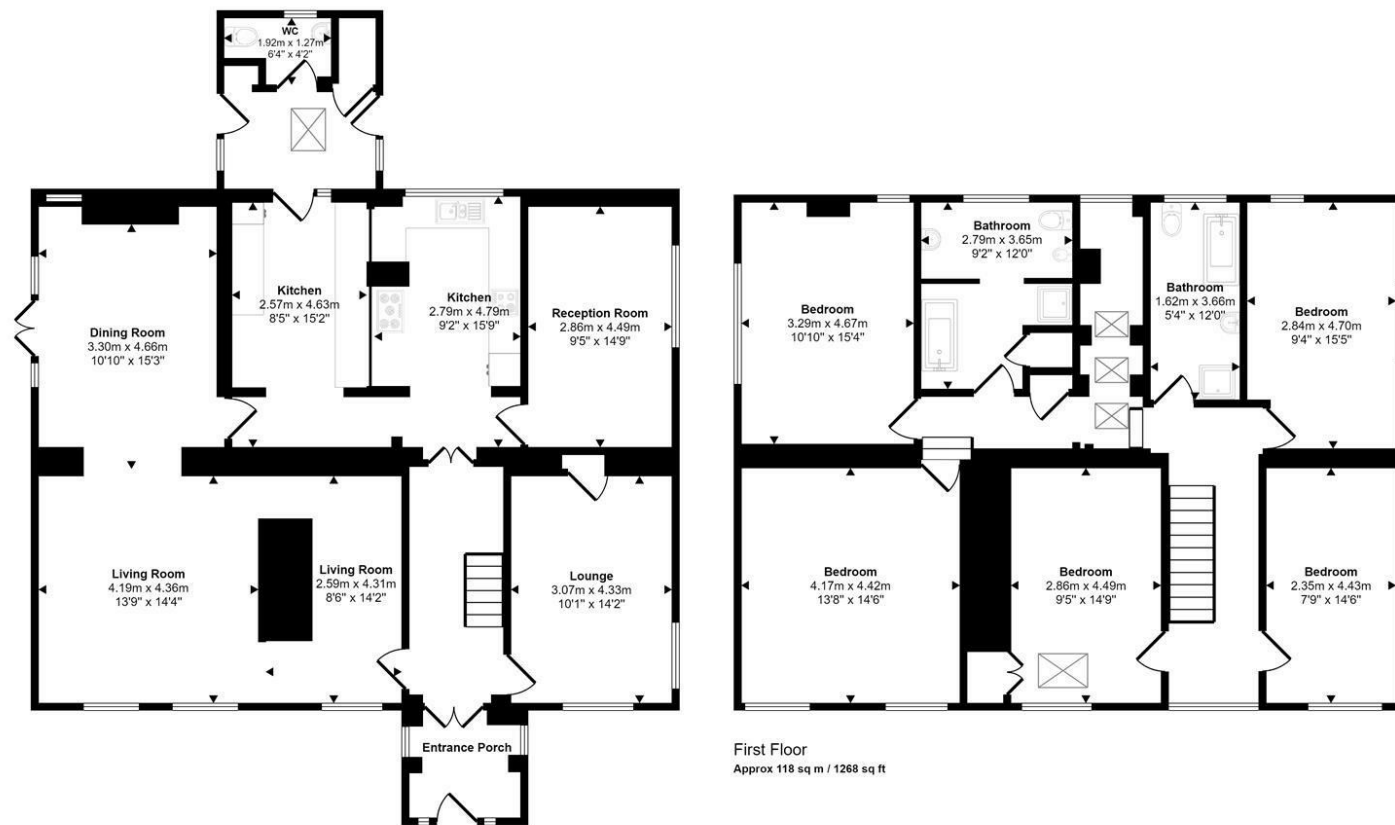 WC
1.92m x 1.27m
6'4" x 4'2"
Dining Room
3.30m x 4.66m
10'10" x 15'3"
Kitchen
2.57m x 4.63m
8'5" x 15'2"
Kitchen
2.79m x 4.79m
9'2" x 15'9"
Reception Room
2.86m x 4.49m
9'5" x 14'9"
Living Room
4.19m x 4.36m
13'9" x 14'4"
Living Room
2.59m x 4.31m
8'6" x 14'2"
Lounge
3.07m x 4.33m
10'1" x 14'2"
Entrance Porch
Bedroom
3.29m x 4.67m
10'10" x 15'4"
Bathroom
2.79m x 3.65m
9'2" x 12'0"
Bathroom
1.62m x 3.66m
5'4" x 12'0"
Bedroom
2.84m x 4.70m
9'4" x 15'5"
Bedroom
4.17m x 4.42m
13'8" x 14'6"
Bedroom
2.86m x 4.49m
9'5" x 14'9"
Bedroom
2.35m x 4.43m
7'9" x 14'6"
First Floor
Approx 118 sq m / 1268 sq ft